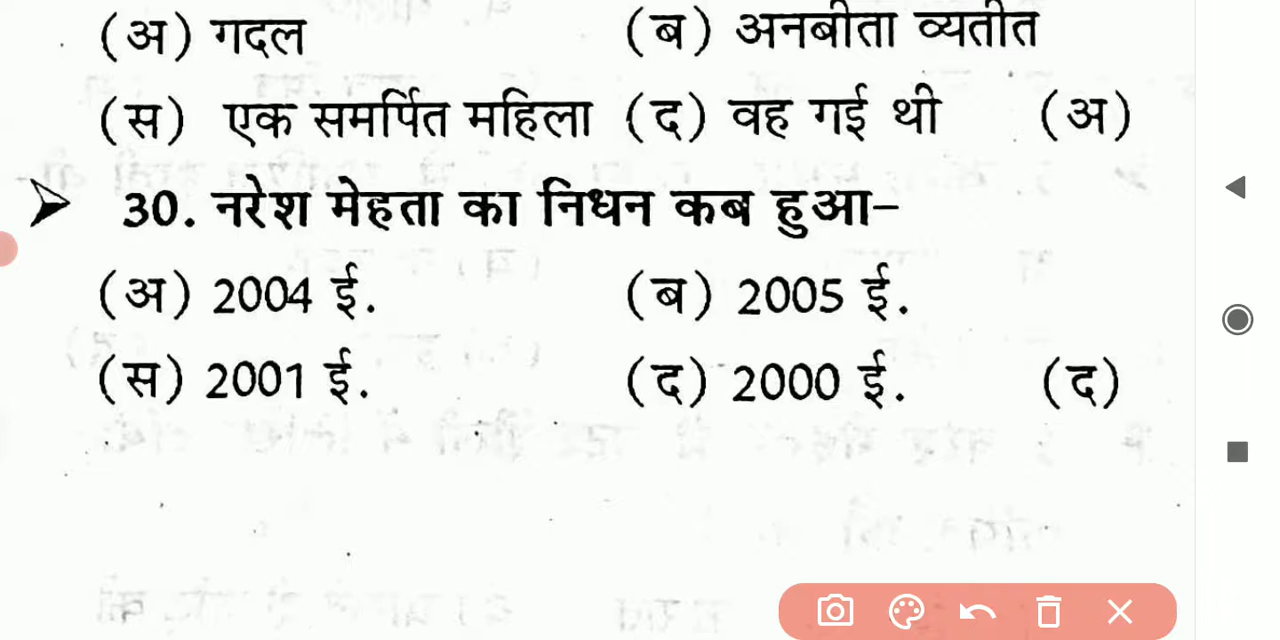 (अ) गदल (ब) अनबीता व्यतीत
(स) एक समर्पित महिला (द) वह गई थी (अ)
30. नरेश मेहता का निधन कब हुआ-
(अ) 2004 ई. (ब) 2005 ई.
(स) 2001 ई. (द) 2000 ई. (द)